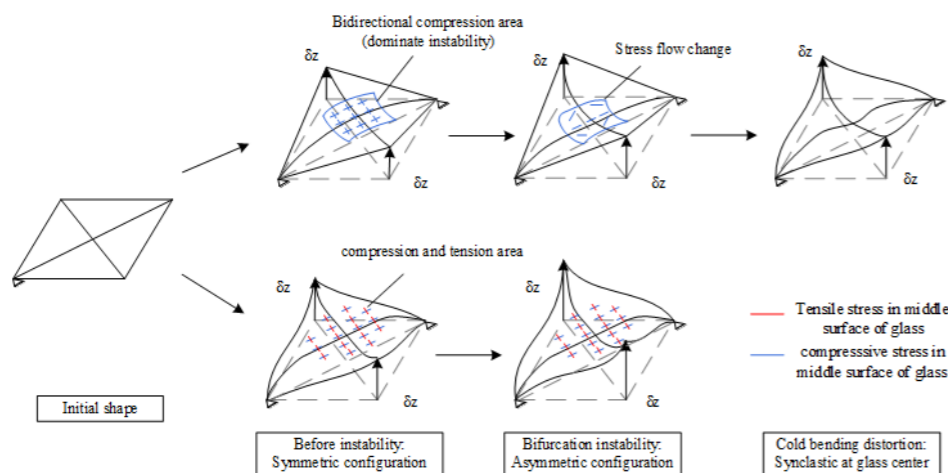 Bidirectional compression area
(dominate instability)
Stress flow change
δz
δz
δz
δz
δz
δz
compression and tension area
δz
δz
δz
δz
Tensile stress in middle
surface of glass
compresssive stress in
middle surface of glass
Initial shape
Before instability:
Symmetric configuration
Bifurcation instability:
Asymmetric configuration
Cold bending distortion:
Synclastic at glass center